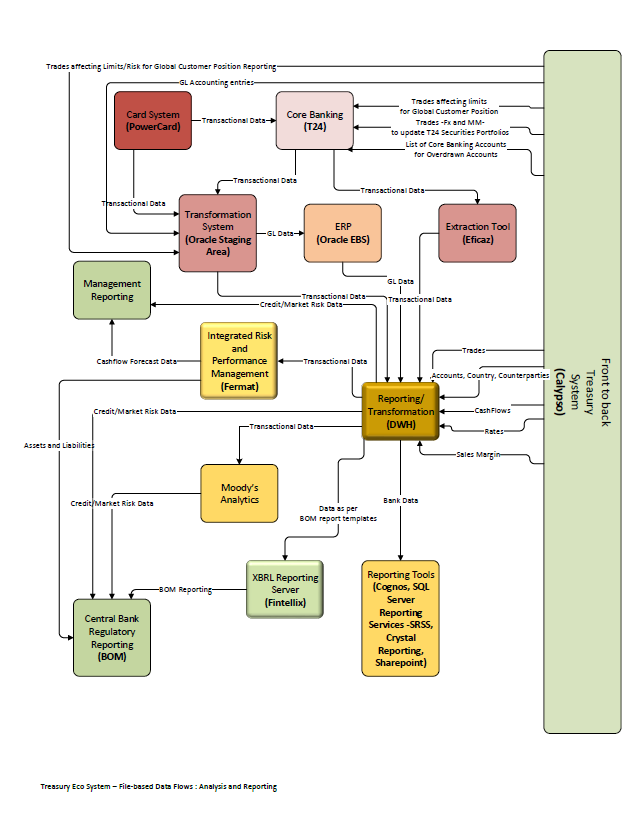 Trades affecting Limits/Risk for Global Customer Position Reporting
GL Accounting entries
Card System
(PowerCard)
Transactional Data
Core Banking
(T24)
Trades affecting limits
for Global Customer Position
Trades -Fx and MM-
to update T24 Securities Portfolios
List of Core Banking Accounts
for Overdrawn Accounts
Transactional Data
Transactional Data
Transactional Data
Transformation
System
(Oracle Staging
Area)
GL Data
ERP
(Oracle EBS)
Extraction Tool
(Eficaz)
Management
Reporting
GL Data
Transactional Data
Transactional Data
Credit/Market Risk Data
Integrated Risk
and
Performance
Management
(Fermat)
Cashflow Forecast Data
Transactional Data
Trades
Accounts, Country, Counterparties
Front to back
Treasury
System
(Calypso)
Reporting/
Transformation
(DWH)
CashFlows
Rates
Sales Margin
Credit/Market Risk Data
Transactional Data
Assets and Liabilities
Moody's
Analytics
Credit/Market Risk Data
Data as per
BOM report templates
Bank Data
XBRL Reporting
Server
(Fintellix)
BOM Reporting
Central Bank
Regulatory
Reporting
(BOM)
Reporting Tools
(Cognos, SQL
Server
Reporting
Services -SRSS,
Crystal
Reporting,
Sharepoint)
Treasury Eco System – File-based Data Flows : Analysis and Reporting